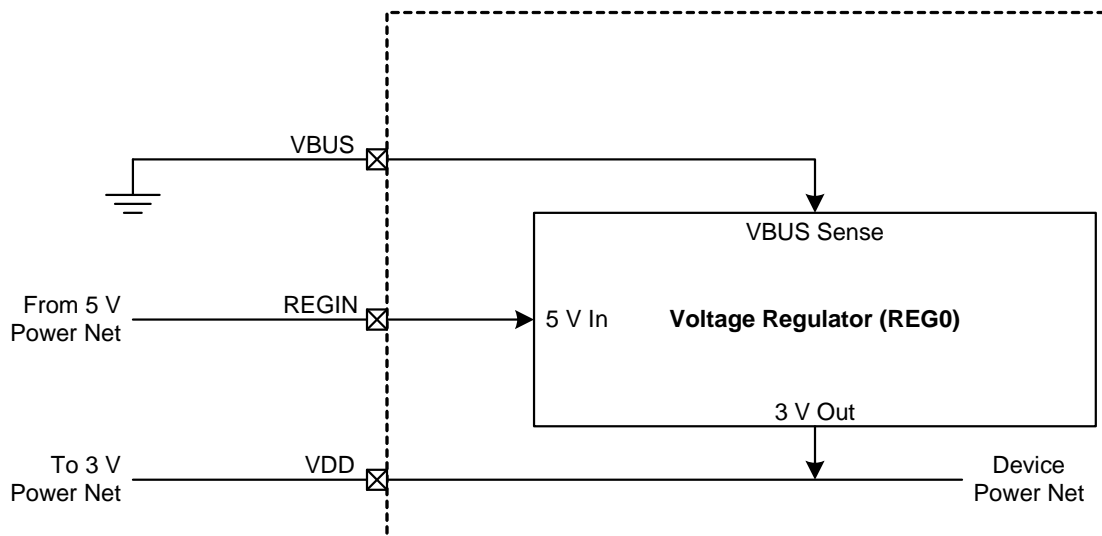 VBUS
VBUS Sense
From 5 V
Power Net
REGIN
5 V In
Voltage Regulator (REG0)
3 V Out
To 3 V
Power Net
VDD
Device
Power Net